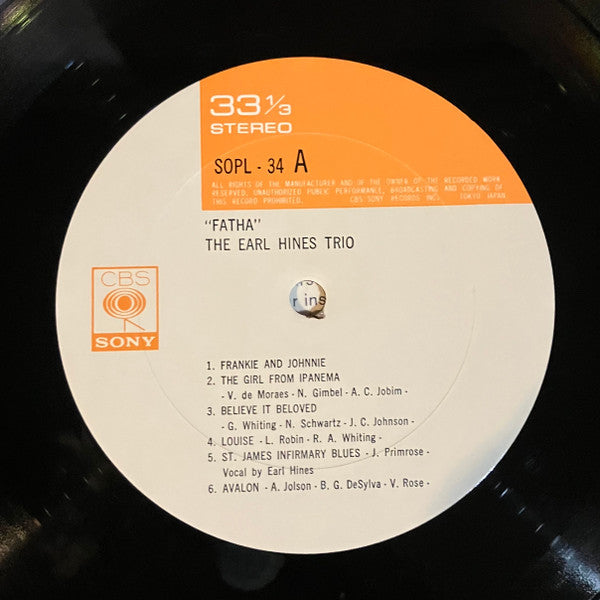 33 1/3
STEREO
SOPL - 34 A
ALL RIGHTS OF THE MANUFACTURER AND OF THE OWNER OF THE RECORDED WORK
RESERVED. UNAUTHORIZED PUBLIC PERFORMANCE, BROADCASTING AND COPYING OF
THIS RECORD PROHIBITED. CBS SONY RECORDS INC. TOKYO JAPAN
"FATHA"
THE EARL HINES TRIO
CBS
SONY
r ins
1. FRANKIE AND JOHNNIE
2. THE GIRL FROM IPANEMA
- V. de Moraes - N. Gimbel - A. C. Jobim -
3. BELIEVE IT BELOVED
- G. Whiting - N. Schwartz - J. C. Johnson -
4. LOUISE - L. Robin - R. A. Whiting -
5. ST. JAMES INFIRMARY BLUES - J. Primrose -
Vocal by Earl Hines
6. AVALON - A. Jolson - B. G. DeSylva - V. Rose -